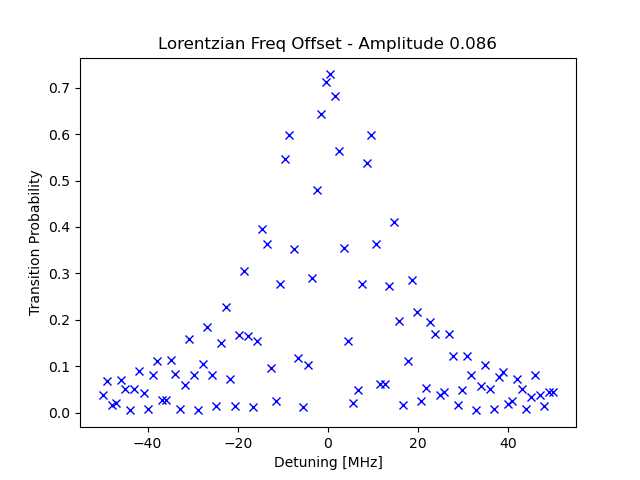 Lorentzian Freq Offset - Amplitude 0.086
Transition Probability
0.7
0.6
0.5
0.4
0.3
0.2
0.1
0.0
−40 −20 0 20 40
Detuning [MHz]